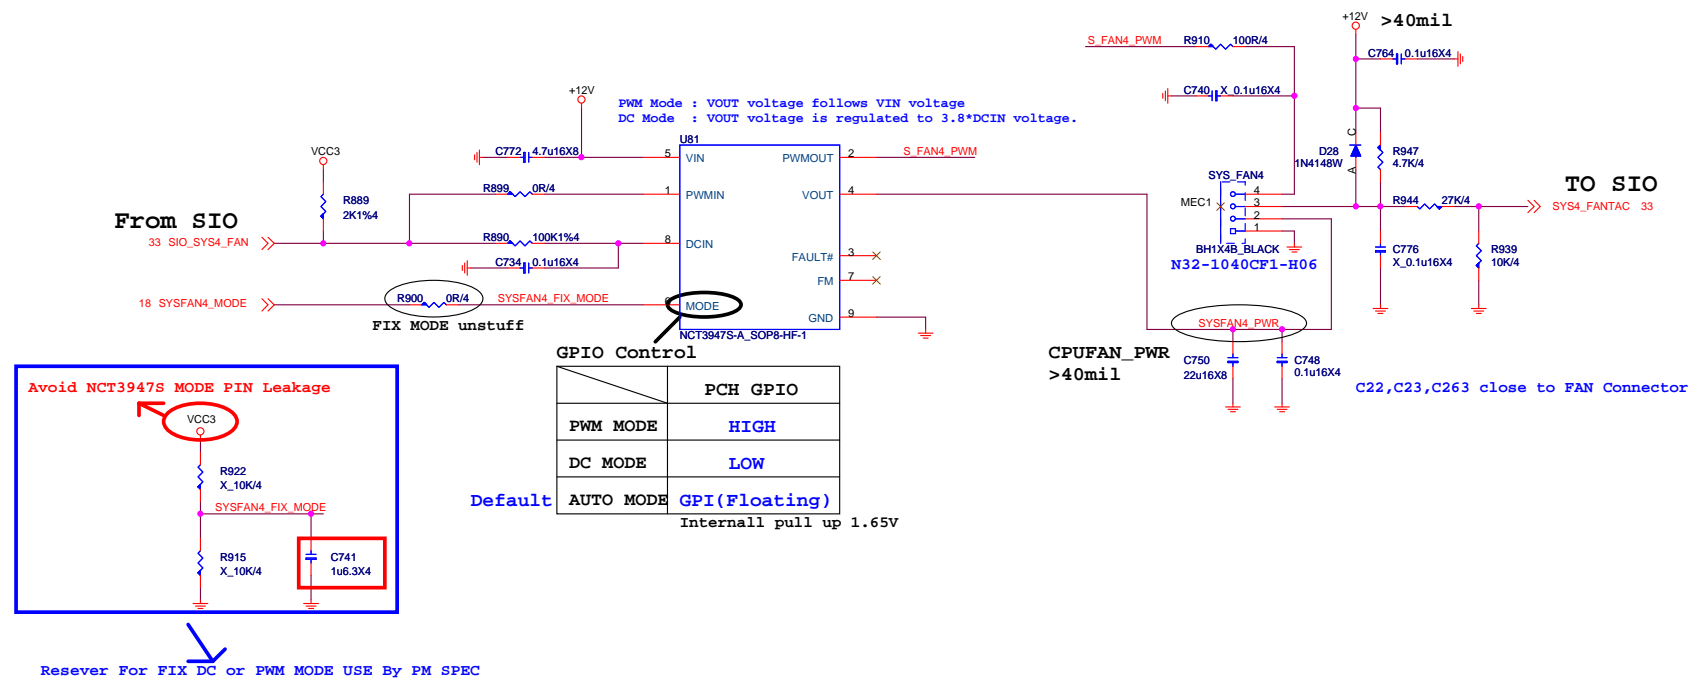 +12V
>40mil
S_FAN4_PWM
R910
100R/4
C764
0.1u16X4
C740
X_0.1u16X4
+12V
PWM Mode : VOUT voltage follows VIN voltage
DC Mode : VOUT voltage is regulated to 3.8*DCIN voltage.
U81
VCC3
C772
4.7u16X8
5
VIN
PWMOUT
2
S_FAN4_PWM
R899
0R/4
1
PWMIN
VOUT
4
R889
2K1%4
From SIO
33 SIO_SYS4_FAN
R890
100K1%4
8
DCIN
C734
0.1u16X4
FAULT#
3
FM
7
18 SYSFAN4_MODE
R900
0R/4
SYSFAN4_FIX_MODE
MODE
GND
9
FIX MODE unstuff
NCT3947S-A_SOP8-HF-1
D28
1N4148W
C
A
R947
4.7K/4
SYS_FAN4
MEC1
4
3
2
1
BH1X4B_BLACK
N32-1040CF1-H06
R944
27K/4
TO SIO
SYS4_FANTAC 33
C776
X_0.1u16X4
R939
10K/4
SYSFAN4_PWR
CPUFAN_PWR
>40mil
C750
22u16X8
C748
0.1u16X4
C22,C23,C263 close to FAN Connector
GPIO Control
PCH GPIO
PWM MODE
HIGH
DC MODE
LOW
Default
AUTO MODE
GPI(Floating)
Internall pull up 1.65V
Avoid NCT3947S MODE PIN Leakage
VCC3
R922
X_10K/4
SYSFAN4_FIX_MODE
R915
X_10K/4
C741
1u6.3X4
Resever For FIX DC or PWM MODE USE By PM SPEC